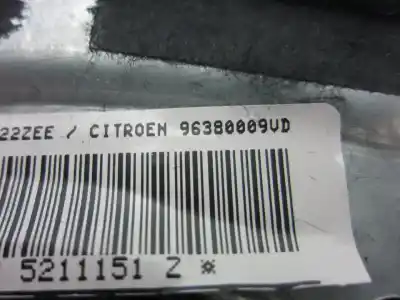 22ZEE / CITROEN 96380009VD
5211151 Z ※